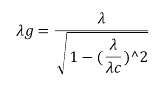 λg = λ / √(1 − (λ / λc)^2)